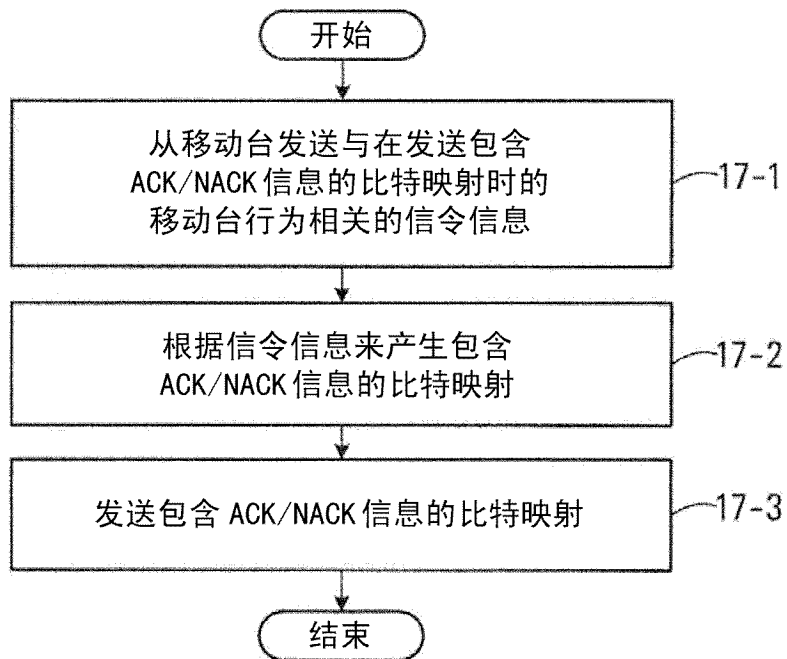 开始
从移动台发送与在发送包含
ACK/NACK信息的比特映射时的
移动台行为相关的信令信息
17-1
根据信令信息来产生包含
ACK/NACK信息的比特映射
17-2
发送包含 ACK/NACK信息的比特映射
17-3
结束